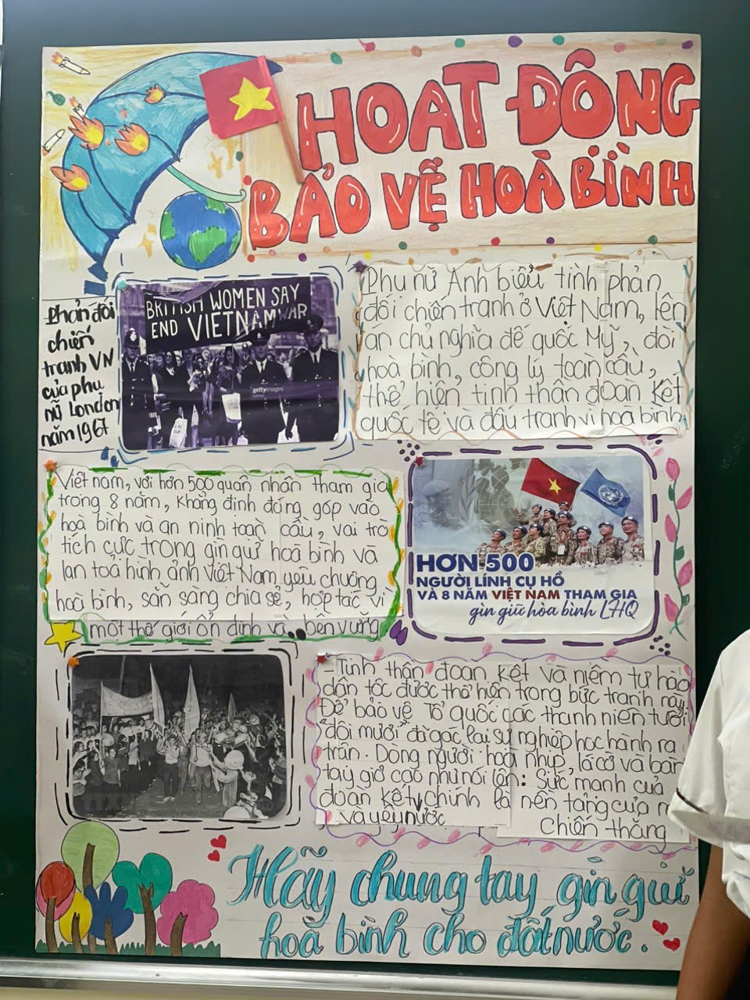 HOẠT ĐỘNG
BẢO VỆ HOÀ BÌNH
Phản đối
chiến
tranh VN
của phụ
nữ London
năm 1967
BRITISH WOMEN SAY
END VIETNAM WAR
gettyimages
Phụ nữ Anh biểu tình phản
đối chiến tranh ở Việt Nam, lên
án chủ nghĩa đế quốc Mỹ, đòi
hoà bình, công lý toàn cầu,
thể hiện tinh thần đoàn kết
quốc tế và đấu tranh vì hoà bình
Việt nam, với hơn 500 quân nhân tham gia
trong 8 năm, khẳng định đóng góp vào
hoà bình và an ninh toàn cầu, vai trò
tích cực trong gìn giữ hoà bình và
lan toả hình ảnh Việt Nam yêu chuộng
hoà bình, sẵn sàng chia sẻ, hợp tác vì
một thế giới ổn định và bền vững
HƠN 500
NGƯỜI LÍNH CỤ HỒ
VÀ 8 NĂM VIỆT NAM THAM GIA
gìn giữ hòa bình LHQ
- Tinh thần đoàn kết và niềm tự hào
dân tộc được thể hiện trong bức tranh này.
Để bảo vệ Tổ quốc các thanh niên tuổi
"đôi mươi" đã gác lại sự nghiệp học hành ra
trận. Dòng người hoà nhịp, lá cờ và bàn
tay giơ cao như nói lên: Sức mạnh của
đoàn kết chính là nền tảng của
và yêu nước
Chiến thắng
Hãy chung tay gìn giữ
hoà bình cho đất nước.